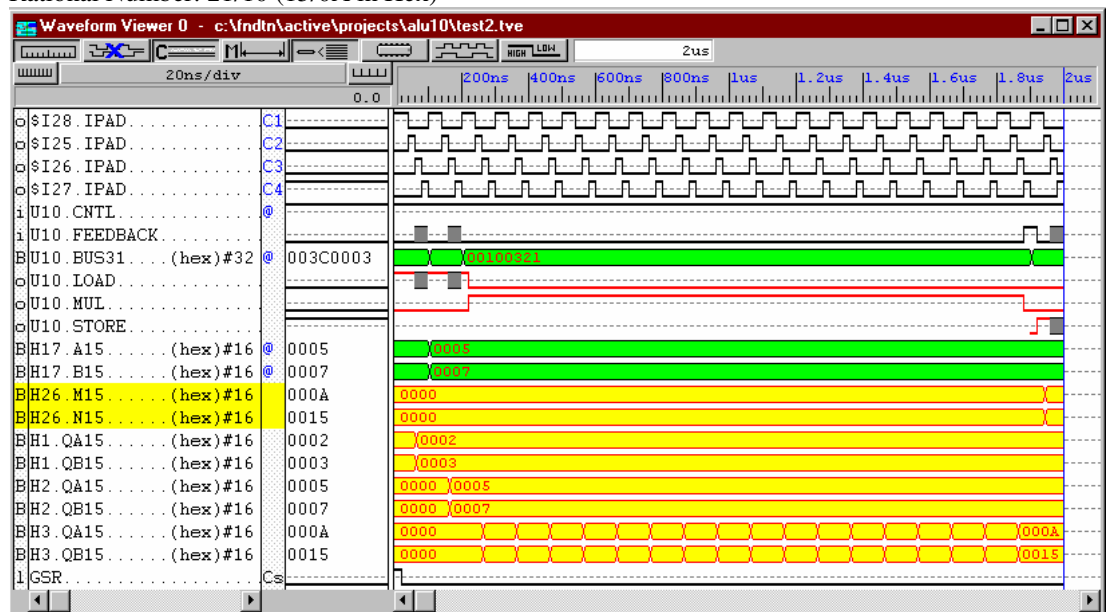 Waveform Viewer 0 - c:\fndtn\active\projects\alu10\test2.tve
C M HIGH LOW 2us
20ns/div 200ns 400ns 600ns 800ns 1us 1.2us 1.4us 1.6us 1.8us 2us
0.0
o $I28.IPAD............. C1
o $I25.IPAD............. C2
o $I26.IPAD............. C3
o $I27.IPAD............. C4
i U10.CNTL.............. @
i U10.FEEDBACK..........
B U10.BUS31....(hex)#32 @ 003C0003 00100321
o U10.LOAD..............
o U10.MUL...............
o U10.STORE.............
B H17.A15......(hex)#16 @ 0005 0005
B H17.B15......(hex)#16 @ 0007 0007
B H26.M15......(hex)#16 000A 0000
B H26.N15......(hex)#16 0015 0000
B H1.QA15......(hex)#16 0002 0002
B H1.QB15......(hex)#16 0003 0003
B H2.QA15......(hex)#16 0005 0000 0005
B H2.QB15......(hex)#16 0007 0000 0007
B H3.QA15......(hex)#16 000A 0000 000A
B H3.QB15......(hex)#16 0015 0000 0015
l GSR................... Cs